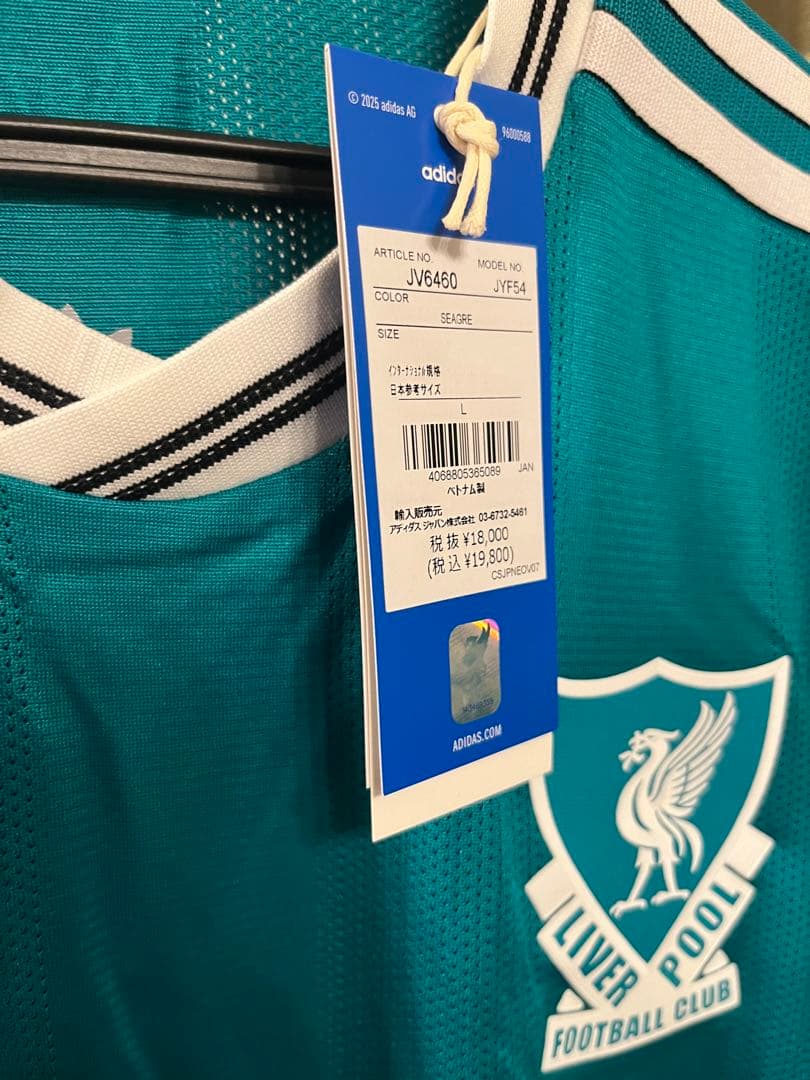 © 2025 adidas AG
96000588
adid
ARTICLE NO.
MODEL NO.
JV6460
JYF54
COLOR
SEAGRE
SIZE
インターナショナル規格
日本参考サイズ
L
4068805365089
JAN
ベトナム製
輸入販売元
アディダス ジャパン株式会社 03-6732-5461
税抜 ¥18,000
(税込 ¥19,800)
CSJPNEOV07
ADIDAS.COM
LIVER
POOL
FOOTBALL CLUB